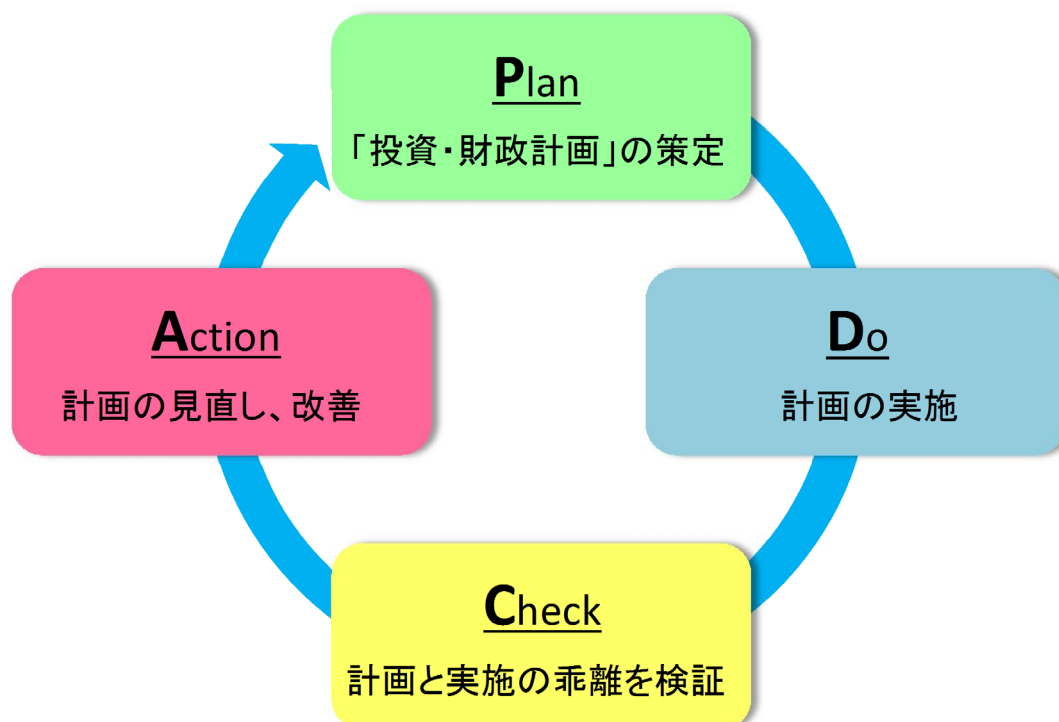 Plan
「投資・財政計画」の策定
Action
計画の見直し、改善
Do
計画の実施
Check
計画と実施の乖離を検証